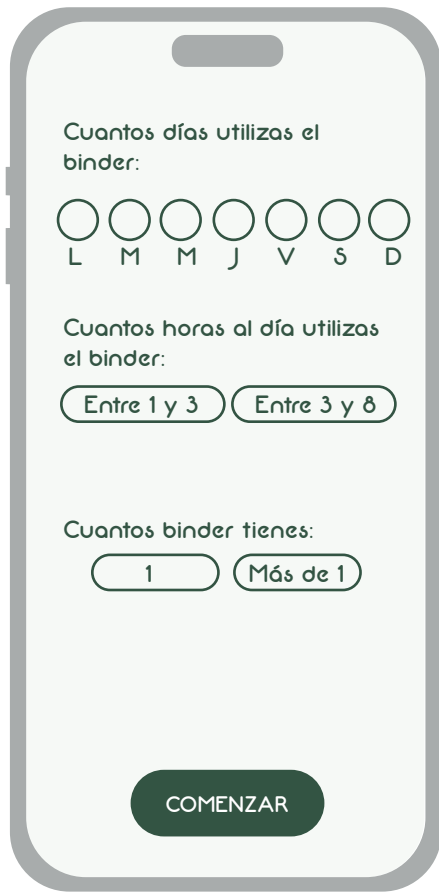 Cuantos días utilizas el
binder:
L M M J V S D
Cuantos horas al día utilizas
el binder:
Entre 1 y 3 Entre 3 y 8
Cuantos binder tienes:
1 Más de 1
COMENZAR